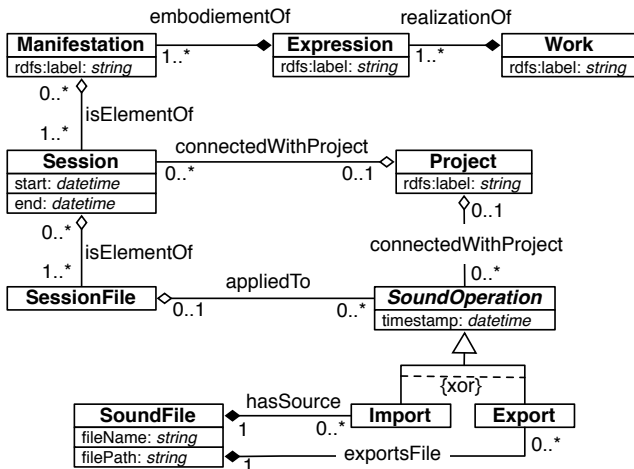 embodiementOf
realizationOf
Manifestation
Expression
Work
rdfs:label: string
1..*
rdfs:label: string
1..*
rdfs:label: string
0..*
isElementOf
1..*
connectedWithProject
Session
Project
start: datetime
0..*
0..1
rdfs:label: string
end: datetime
0..*
0..1
isElementOf
connectedWithProject
1..*
appliedTo
0..*
SessionFile
SoundOperation
0..1
0..*
timestamp: datetime
{xor}
SoundFile
hasSource
Import
Export
fileName: string
1
0..*
0..*
filePath: string
exportsFile
1